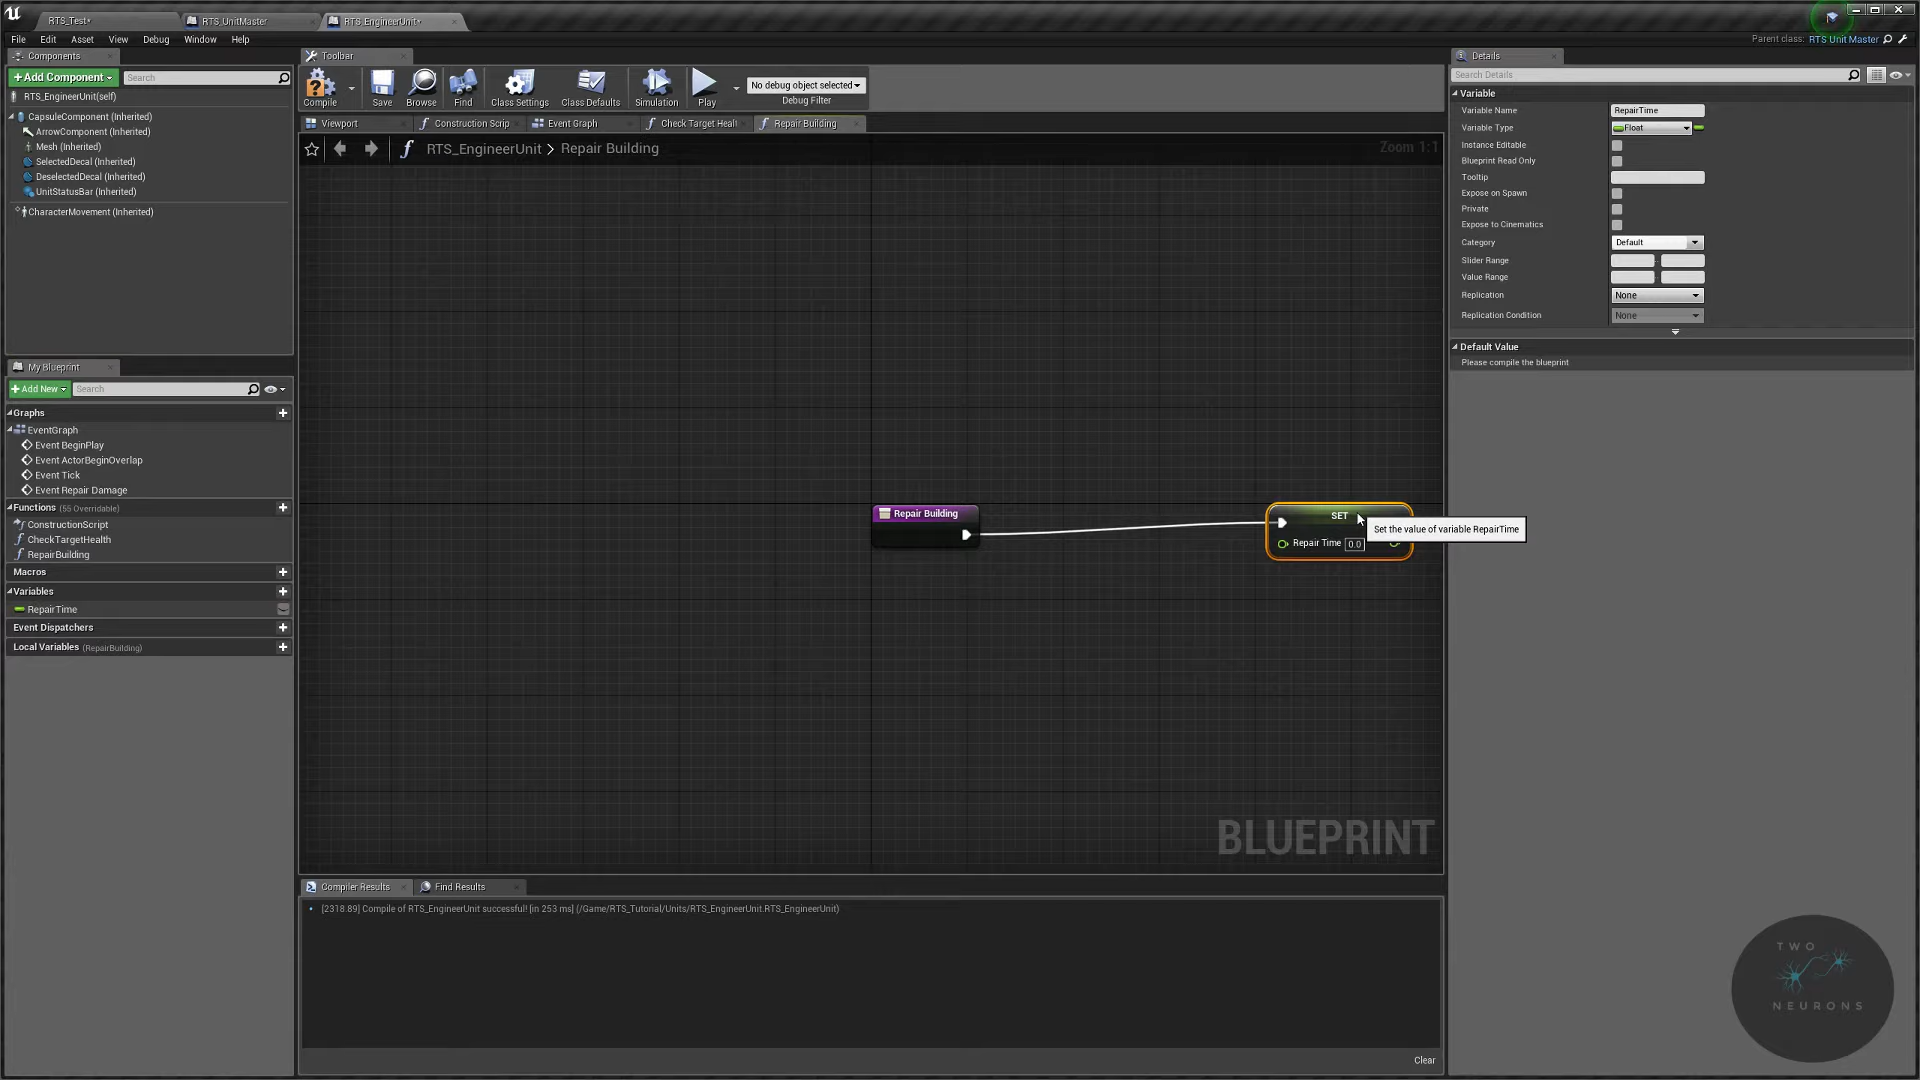 RTS_Test*
RTS_UnitMaster
RTS_EngineerUnit*
File Edit Asset View Debug Window Help
Parent class: RTS Unit Master
Components
+Add Component
Search
RTS_EngineerUnit(self)
CapsuleComponent (Inherited)
ArrowComponent (Inherited)
Mesh (Inherited)
SelectedDecal (Inherited)
DeselectedDecal (Inherited)
UnitStatusBar (Inherited)
CharacterMovement (Inherited)
My Blueprint
+Add New
Search
Graphs
EventGraph
Event BeginPlay
Event ActorBeginOverlap
Event Tick
Event Repair Damage
Functions (55 Overridable)
ConstructionScript
CheckTargetHealth
RepairBuilding
Macros
Variables
RepairTime
Event Dispatchers
Local Variables (RepairBuilding)
Toolbar
Compile
Save
Browse
Find
Class Settings
Class Defaults
Simulation
Play
No debug object selected
Debug Filter
Viewport
Construction Scrip
Event Graph
Check Target Healt
Repair Building
RTS_EngineerUnit > Repair Building
Zoom 1:1
Repair Building
SET
Repair Time 0.0
Set the value of variable RepairTime
BLUEPRINT
Compiler Results
Find Results
[2318.89] Compile of RTS_EngineerUnit successful! [in 253 ms] (/Game/RTS_Tutorial/Units/RTS_EngineerUnit.RTS_EngineerUnit)
Clear
Details
Search Details
Variable
Variable Name RepairTime
Variable Type Float
Instance Editable
Blueprint Read Only
Tooltip
Expose on Spawn
Private
Expose to Cinematics
Category Default
Slider Range
Value Range
Replication None
Replication Condition None
Default Value
Please compile the blueprint
TWO
NEURONS